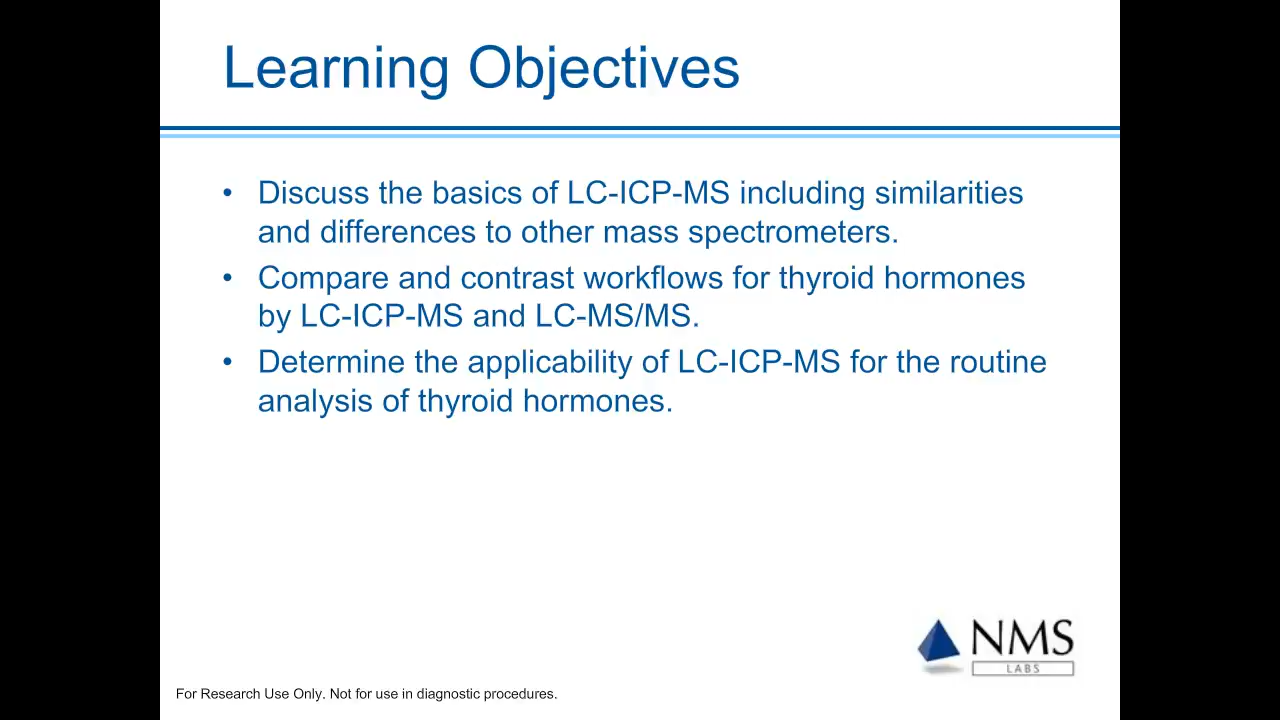 Learning Objectives
• Discuss the basics of LC-ICP-MS including similarities
and differences to other mass spectrometers.
• Compare and contrast workflows for thyroid hormones
by LC-ICP-MS and LC-MS/MS.
• Determine the applicability of LC-ICP-MS for the routine
analysis of thyroid hormones.
NMS
LABS
For Research Use Only. Not for use in diagnostic procedures.